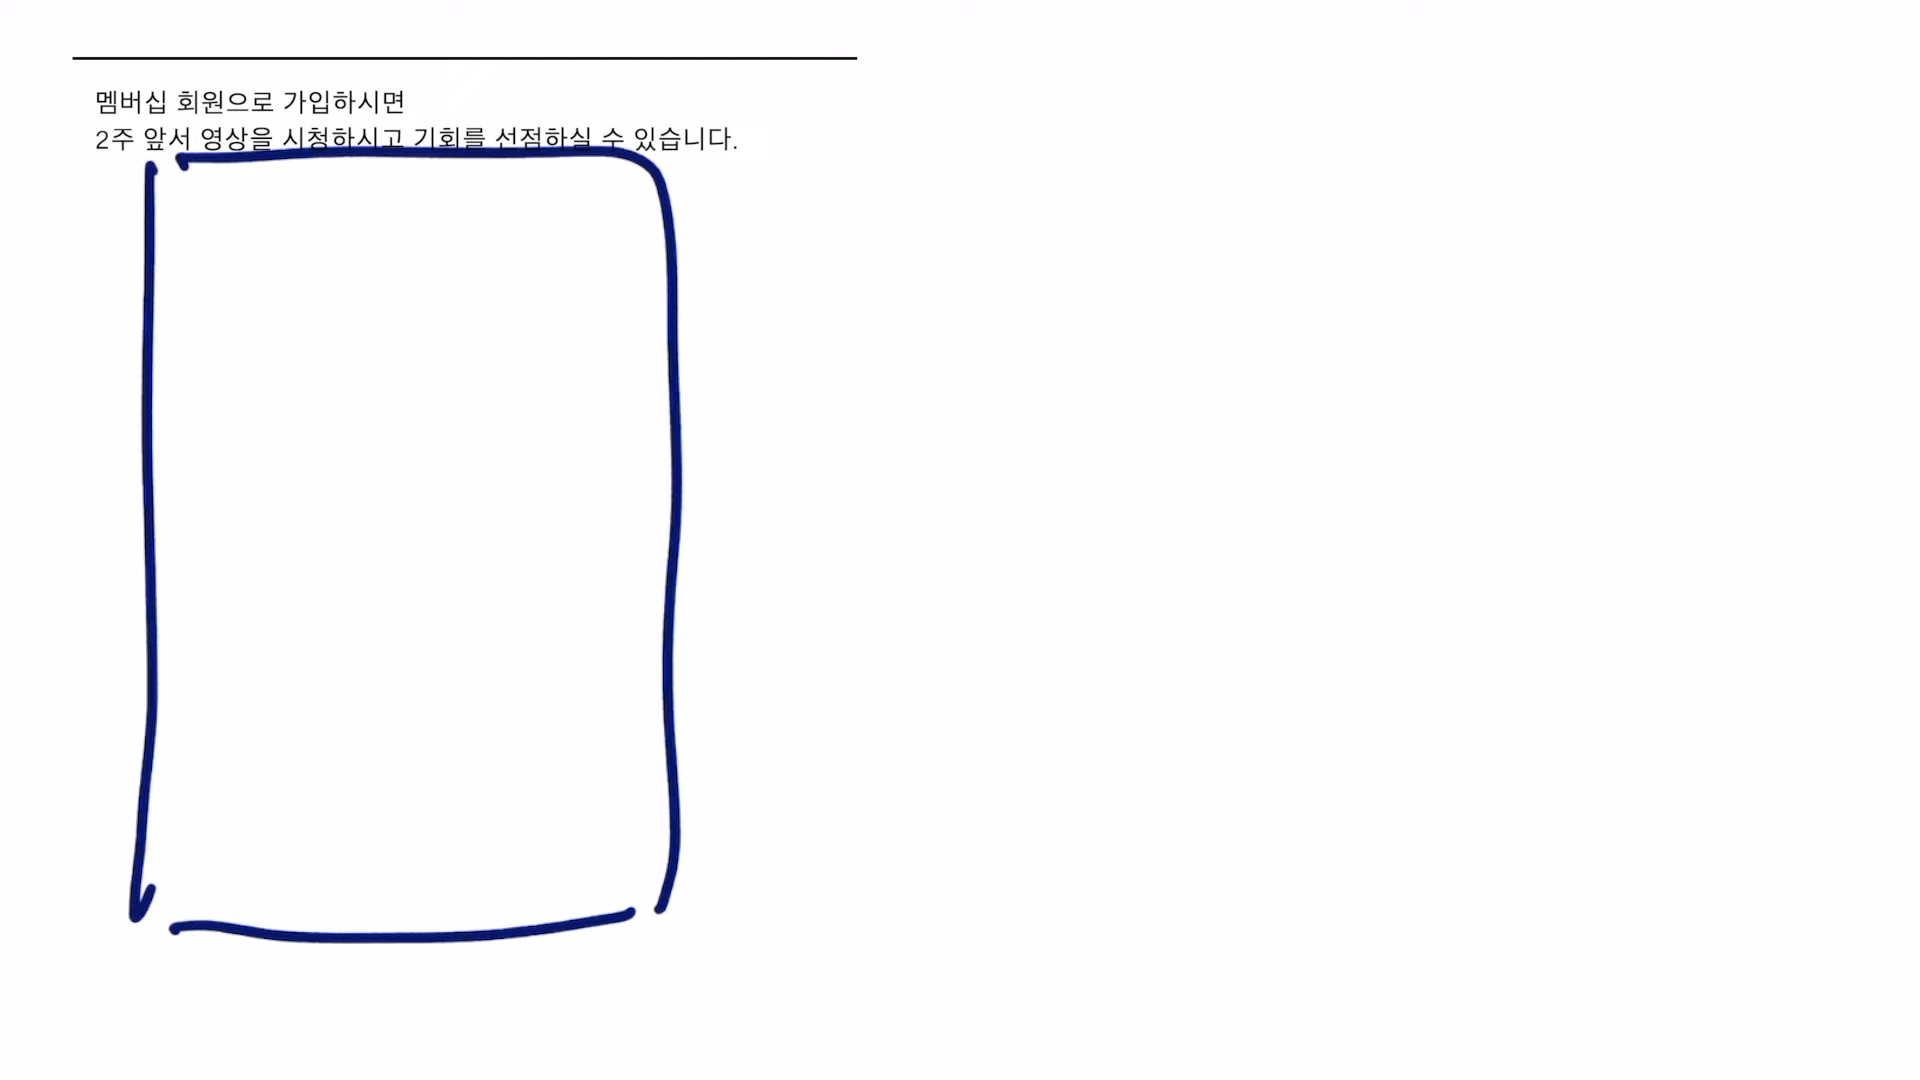 멤버십 회원으로 가입하시면
2주 앞서 영상을 시청하시고 기회를 선점하실 수 있습니다.